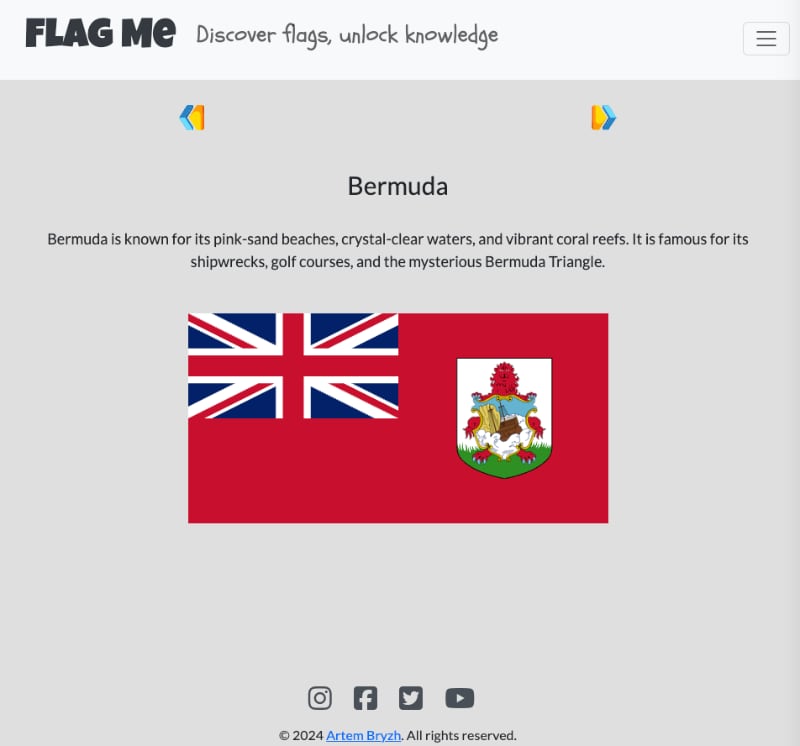 FLAG Me Discover flags, unlock knowledge
Bermuda
Bermuda is known for its pink-sand beaches, crystal-clear waters, and vibrant coral reefs. It is famous for its
shipwrecks, golf courses, and the mysterious Bermuda Triangle.
© 2024 Artem Bryzh. All rights reserved.